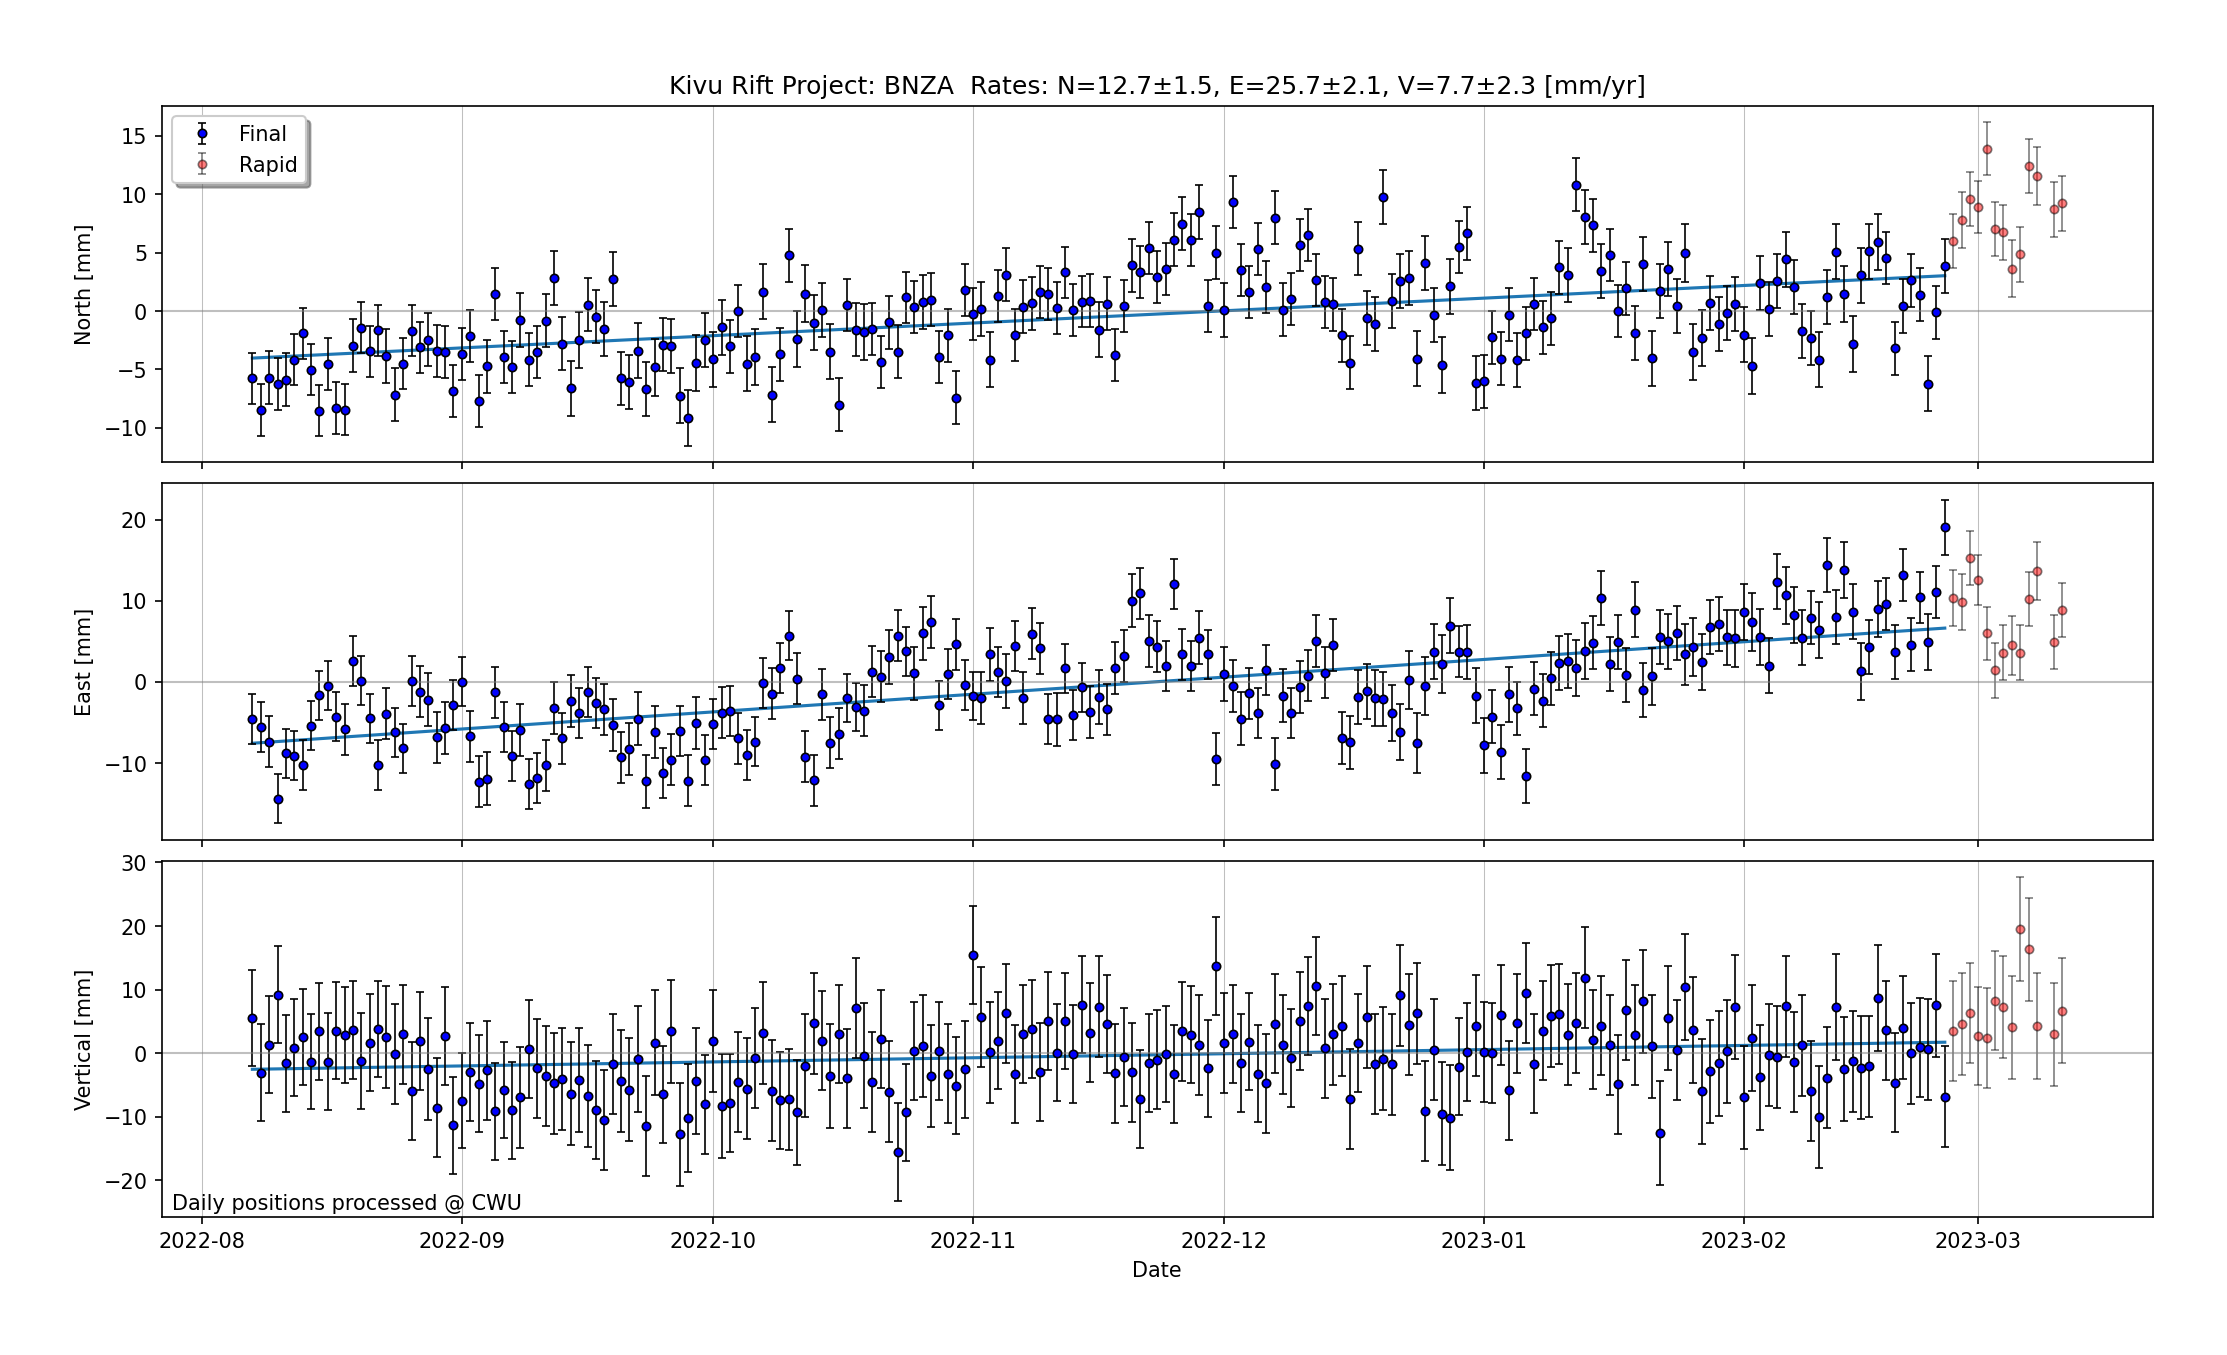 Kivu Rift Project: BNZA  Rates: N=12.7±1.5, E=25.7±2.1, V=7.7±2.3 [mm/yr]
Final
Rapid
North [mm]
15
10
5
0
−5
−10
East [mm]
20
10
0
−10
Vertical [mm]
30
20
10
0
−10
−20
Daily positions processed @ CWU
2022-08 2022-09 2022-10 2022-11 2022-12 2023-01 2023-02 2023-03
Date